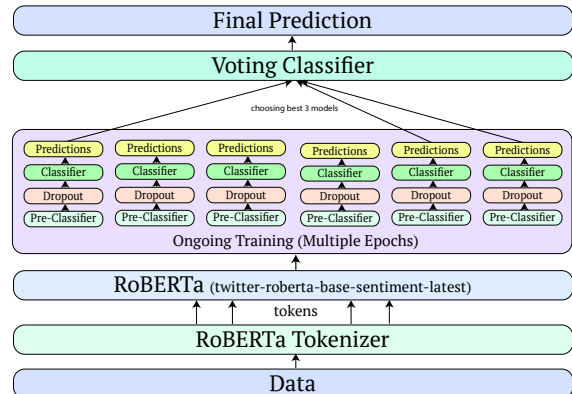 Final Prediction
Voting Classifier
choosing best 3 models
Predictions Predictions Predictions Predictions Predictions Predictions
Classifier Classifier Classifier Classifier Classifier Classifier
Dropout Dropout Dropout Dropout Dropout Dropout
Pre-Classifier Pre-Classifier Pre-Classifier Pre-Classifier Pre-Classifier Pre-Classifier
Ongoing Training (Multiple Epochs)
RoBERTa (twitter-roberta-base-sentiment-latest)
tokens
RoBERTa Tokenizer
Data